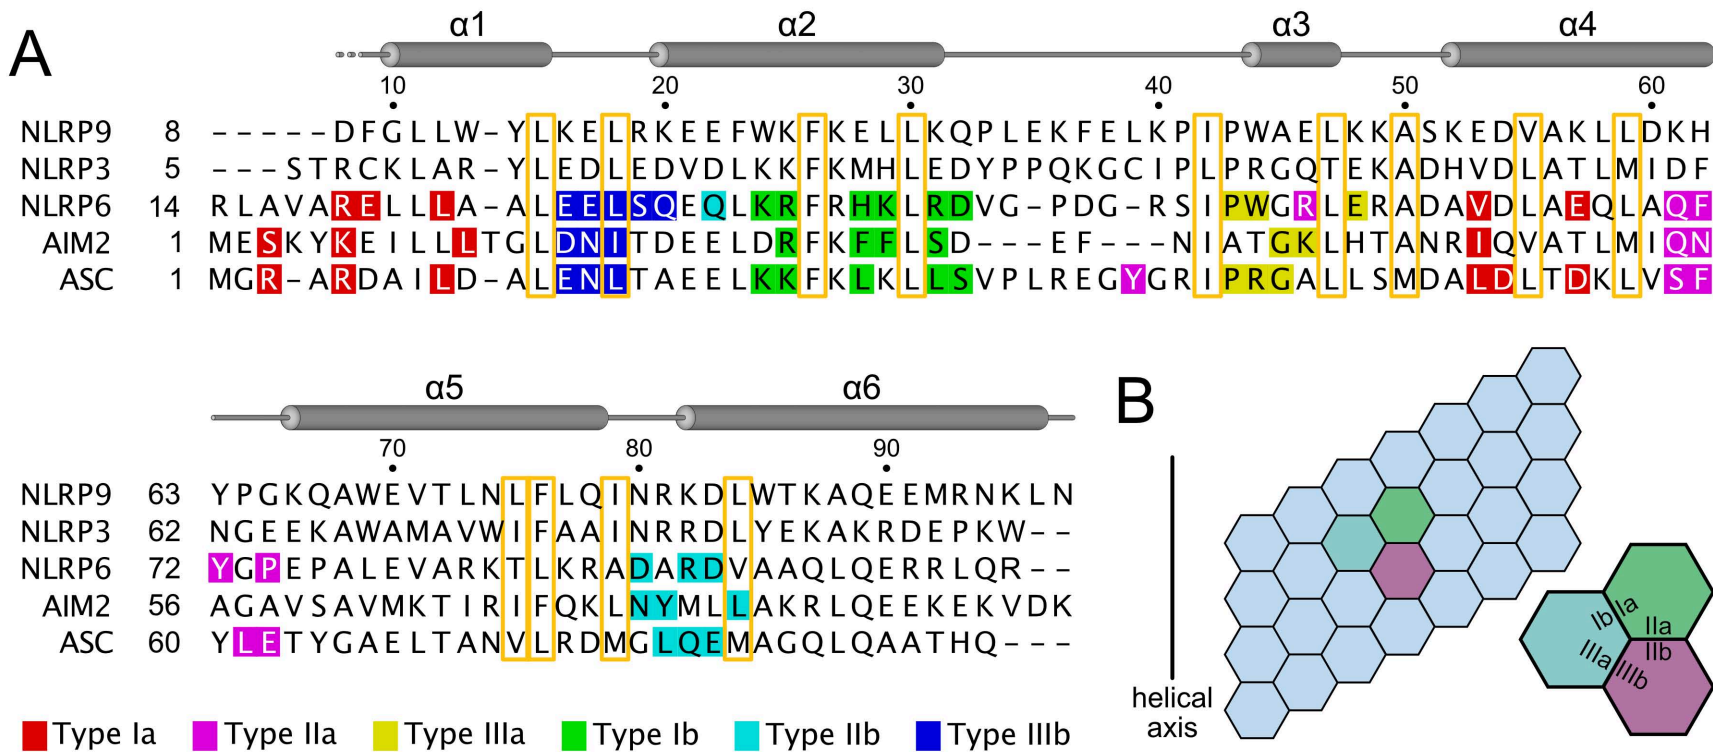 A
α1 α2 α3 α4
10 20 30 40 50 60
NLRP9 8 -----DFGLLW-YLKELRKEEFWKFKELLKQPLEKFELKPIPWAELKKASKEDVAKLLDKH
NLRP3 5 ---STRCKLAR-YLEDLEDVDLKKFKMHLEDYPPQKGCIPLPRGQTEKADHVDLATLMIDF
NLRP6 14 RLAVARELLLA-ALEELSQEQLKRFRHKLRDVG-PDG-RSIPWGRLERADAVDLAEQLAQF
AIM2 1 MESKYKEILLLTGLDNITDEELDRFKFFLSD---EF---NIATGKLHTANRIQVATLMIQN
ASC 1 MGR-ARDAILD-ALENLTAEELKKFKLKLLSVPLREGYGRIPRGALLSMDALDLTDKLVSF
α5 α6
70 80 90
NLRP9 63 YPGKQAWEVTLNLFLQINRKDLWTKAQEEMRNKLN
NLRP3 62 NGEEKAWAMAVWIFAAINRRDLYEKAKRDEPKW--
NLRP6 72 YGPEPALEVARKTLKRADARDVAAQLQERRLQR--
AIM2 56 AGAVSAVMKTIRIFQKLNYMLLAKRLQEEKEKVDK
ASC 60 YLETYGAELTANVLRDMGLQEMAGQLQAATHQ---
Type Ia Type IIa Type IIIa Type Ib Type IIb Type IIIb
B
helical
axis
Ib Ia
IIa
IIb
IIIa IIIb